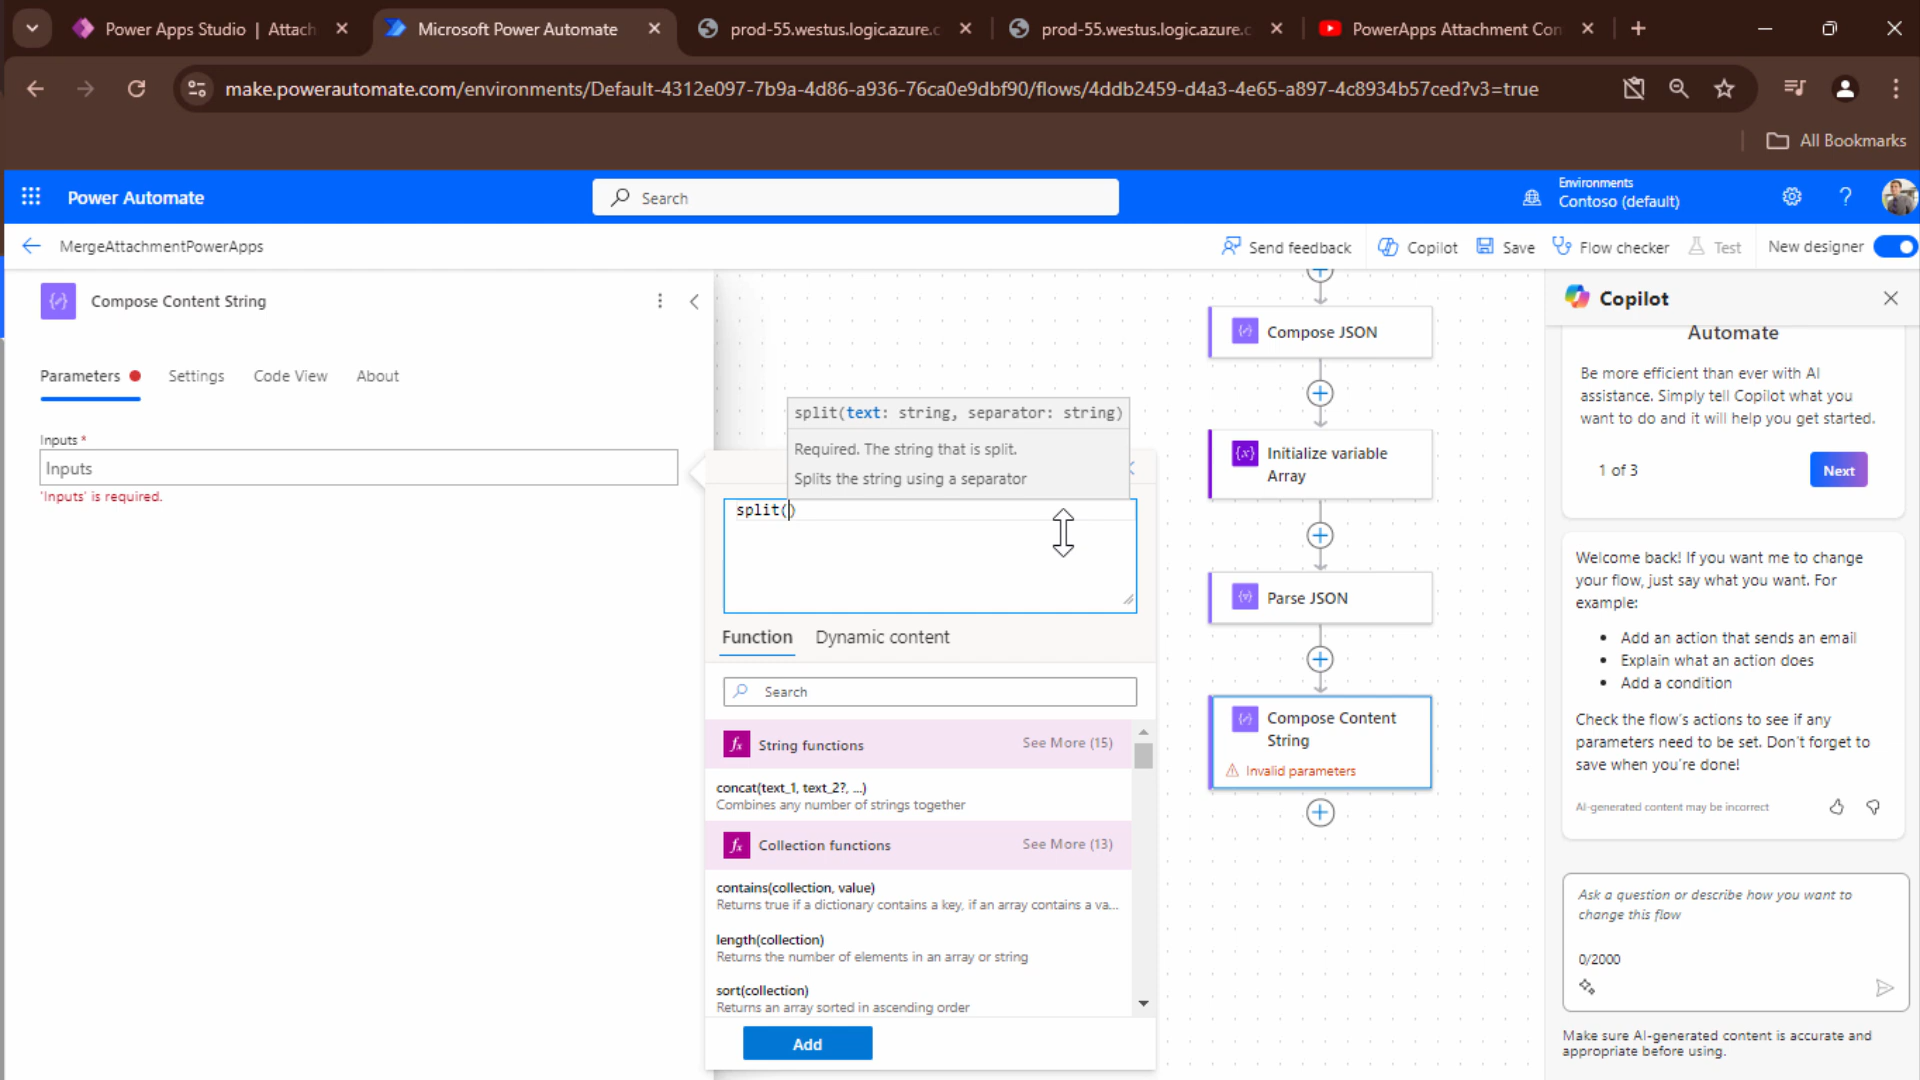 Power Apps Studio | Attach
Microsoft Power Automate
prod-55.westus.logic.azure.c
prod-55.westus.logic.azure.c
PowerApps Attachment Con
make.powerautomate.com/environments/Default-4312e097-7b9a-4d86-a936-76ca0e9dbf90/flows/4ddb2459-d4a3-4e65-a897-4c8934b57ced?v3=true
All Bookmarks
Power Automate
Search
Environments
Contoso (default)
MergeAttachmentPowerApps
Send feedback
Copilot
Save
Flow checker
Test
New designer
Compose Content String
Parameters
Settings
Code View
About
Inputs *
Inputs
'Inputs' is required.
split(text: string, separator: string)
Required. The string that is split.
Splits the string using a separator
split()
Function
Dynamic content
Search
String functions
See More (15)
concat(text_1, text_2?, ...)
Combines any number of strings together
Collection functions
See More (13)
contains(collection, value)
Returns true if a dictionary contains a key, if an array contains a va...
length(collection)
Returns the number of elements in an array or string
sort(collection)
Returns an array sorted in ascending order
Add
Compose JSON
Initialize variable
Array
Parse JSON
Compose Content
String
Invalid parameters
Copilot
Automate
Be more efficient than ever with AI
assistance. Simply tell Copilot what you
want to do and it will help you get started.
1 of 3
Next
Welcome back! If you want me to change
your flow, just say what you want. For
example:
• Add an action that sends an email
• Explain what an action does
• Add a condition
Check the flow's actions to see if any
parameters need to be set. Don't forget to
save when you're done!
AI-generated content may be incorrect
Ask a question or describe how you want to
change this flow
0/2000
Make sure AI-generated content is accurate and
appropriate before using.